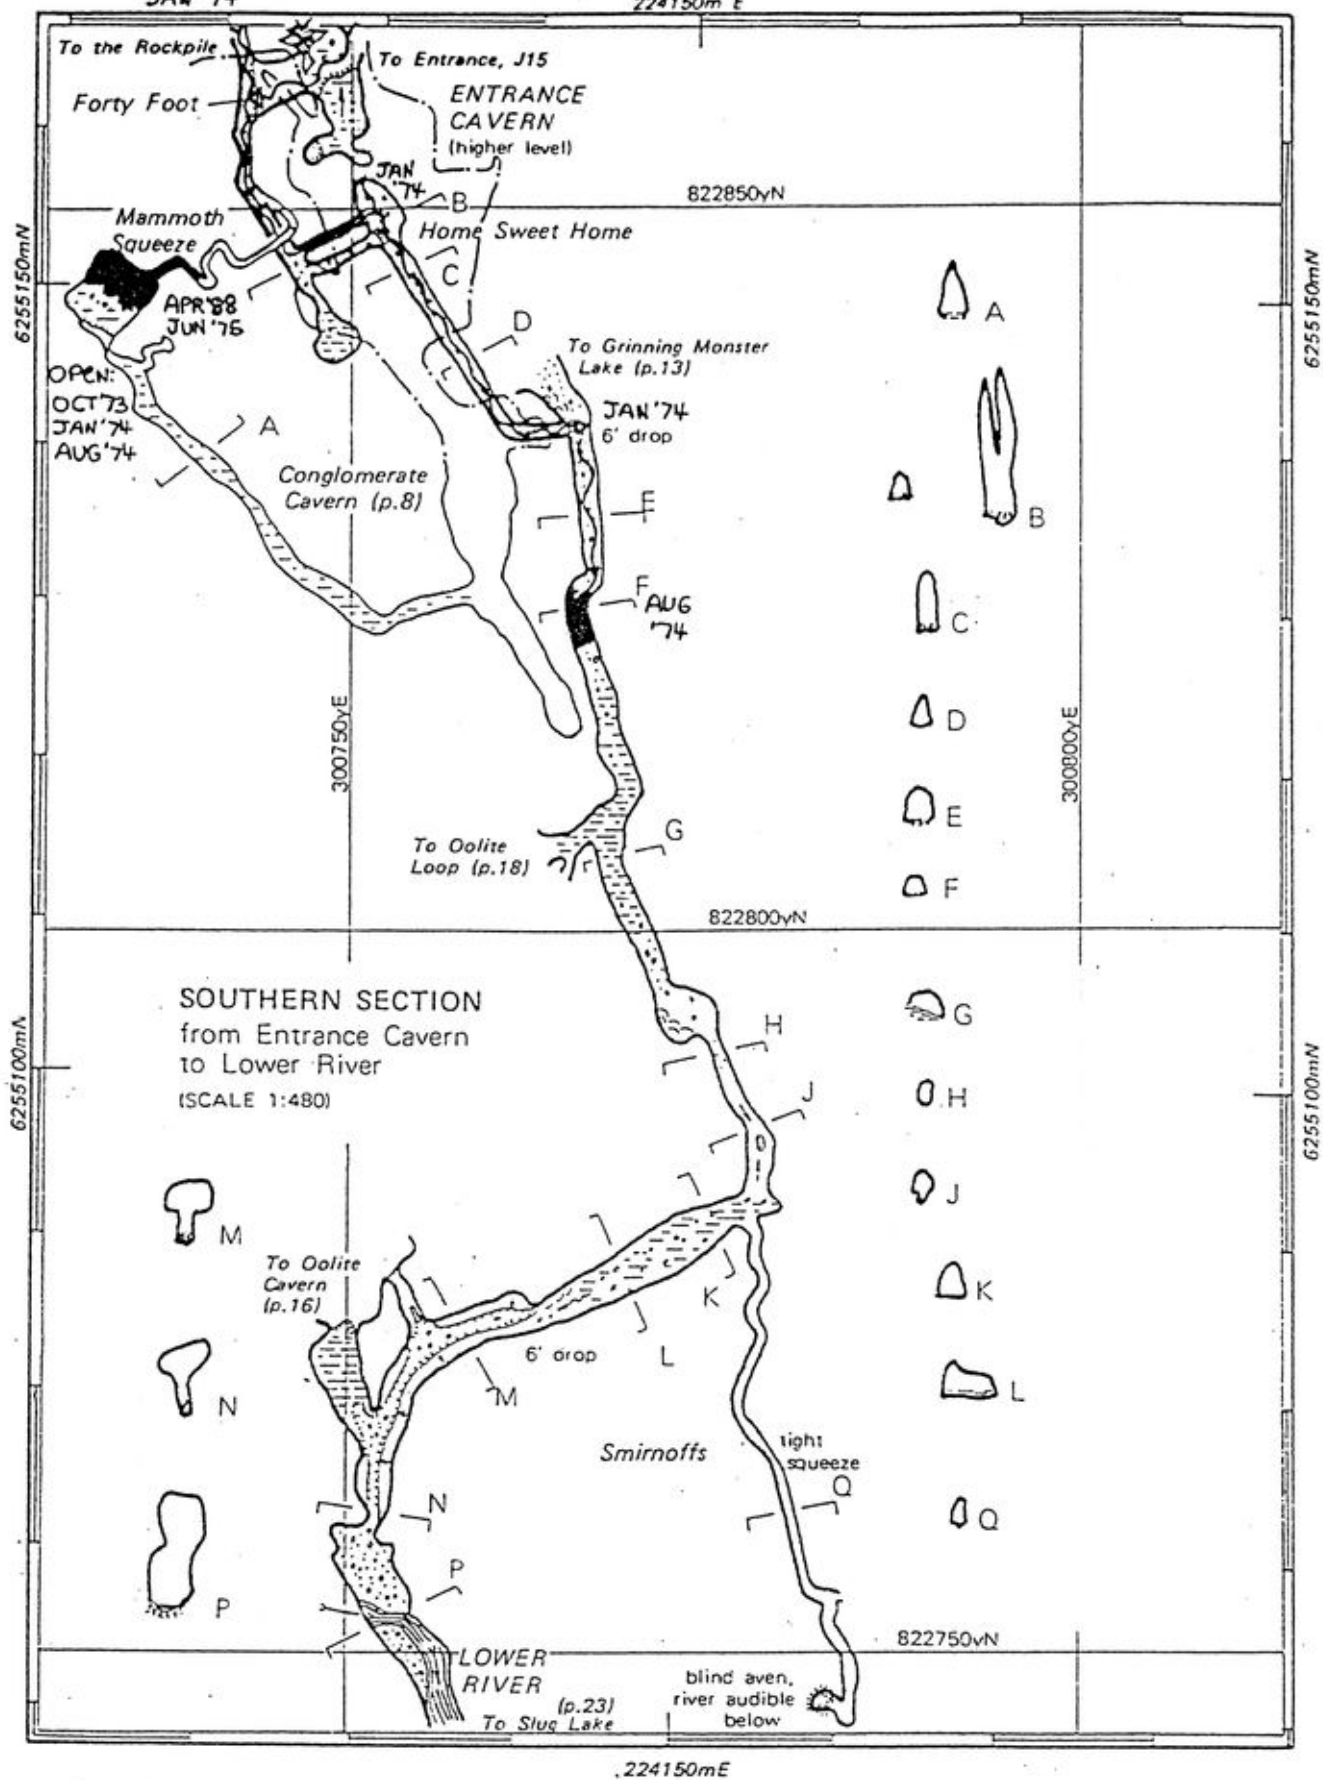 JAN '74
224150m E
To the Rockpile
To Entrance, J15
Forty Foot
ENTRANCE
CAVERN
(higher level)
JAN
'74
B
822850yN
Mammoth
Squeeze
Home Sweet Home
C
6255150mN
6255150mN
APR '88
JUN '75
A
D
To Grinning Monster
Lake (p.13)
OPEN:
OCT'73
JAN '74
AUG '74
JAN '74
6' drop
A
Conglomerate
Cavern (p.8)
B
E
F
AUG
'74
C
300750yE
300800yE
D
E
To Oolite
Loop (p.18)
G
F
822800yN
SOUTHERN SECTION
from Entrance Cavern
to Lower River
(SCALE 1:480)
G
H
6255100mN
6255100mN
H
J
J
M
To Oolite
Cavern
(p.16)
K
K
6' drop
L
L
M
N
Smirnoffs
tight
squeeze
Q
N
Q
P
P
822750yN
LOWER
RIVER
(p.23)
To Slug Lake
blind aven,
river audible
below
224150mE